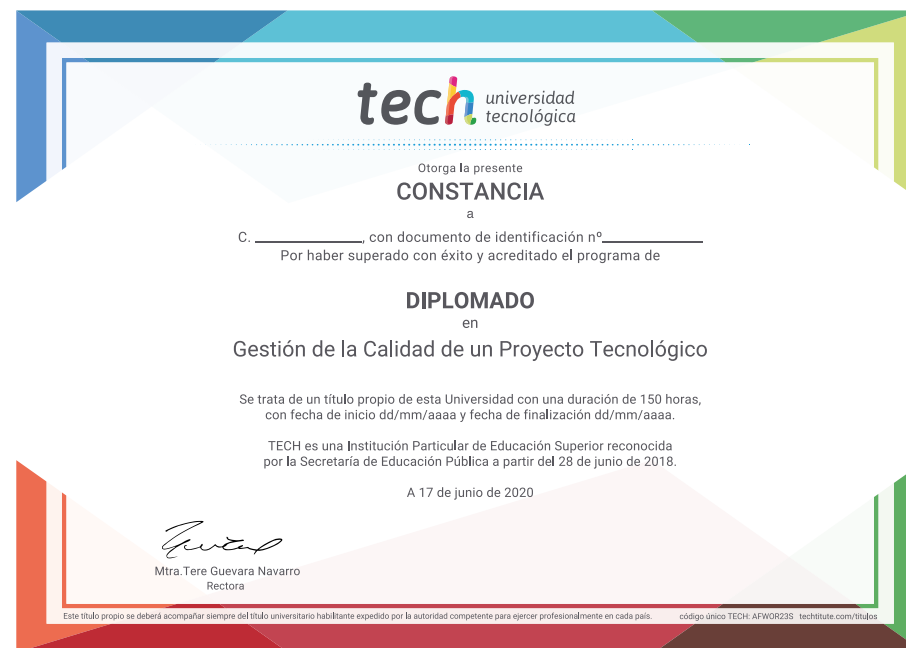 tech universidad
tecnológica
Otorga la presente
CONSTANCIA
a
C. ____________, con documento de identificación nº____________
Por haber superado con éxito y acreditado el programa de
DIPLOMADO
en
Gestión de la Calidad de un Proyecto Tecnológico
Se trata de un título propio de esta Universidad con una duración de 150 horas,
con fecha de inicio dd/mm/aaaa y fecha de finalización dd/mm/aaaa.
TECH es una Institución Particular de Educación Superior reconocida
por la Secretaría de Educación Pública a partir del 28 de junio de 2018.
A 17 de junio de 2020
Mtra.Tere Guevara Navarro
Rectora
Este título propio se deberá acompañar siempre del título universitario habilitante expedido por la autoridad competente para ejercer profesionalmente en cada país. código único TECH: AFWOR23S techtitute.com/titulos